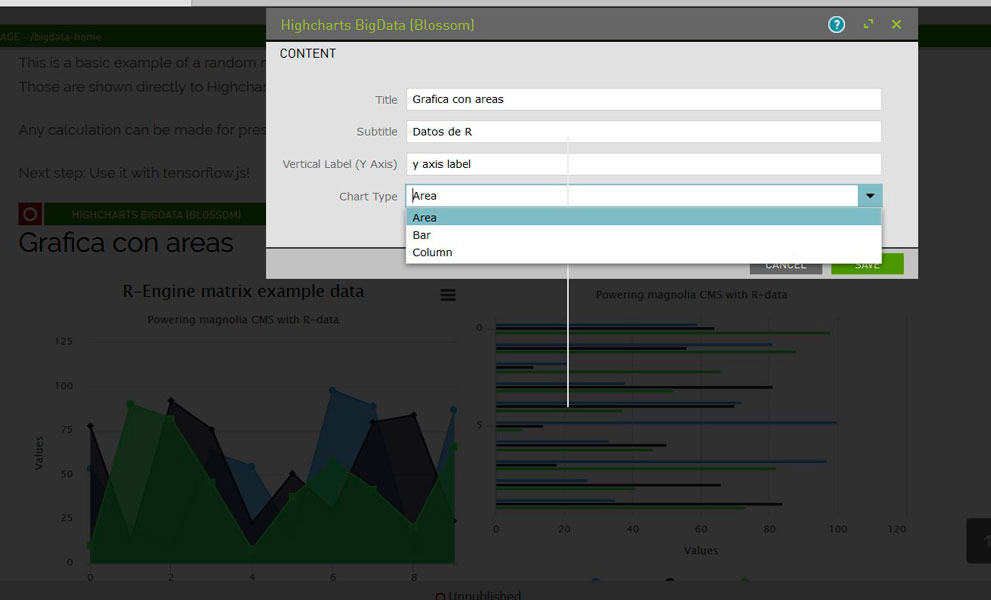 Highcharts BigData (Blossom)
?
AGE - /bigdata-home
CONTENT
This is a basic example of a random
Those are shown directly to Highchar
Title
Grafica con areas
Any calculation can be made for pres
Subtitle
Datos de R
Vertical Label (Y Axis)
y axis label
Next step: Use it with tensorflow.js!
Chart Type
Area
Area
Bar
Column
HIGHCHARTS BIGDATA (BLOSSOM)
Grafica con areas
CANCEL
SAVE
R-Engine matrix example data
Powering magnolia CMS with R-data
Powering magnolia CMS with R-data
125
100
75
50
25
0
Values
0 2 4 6 8
0
5
0 20 40 60 80 100 120
Values
Unpublished